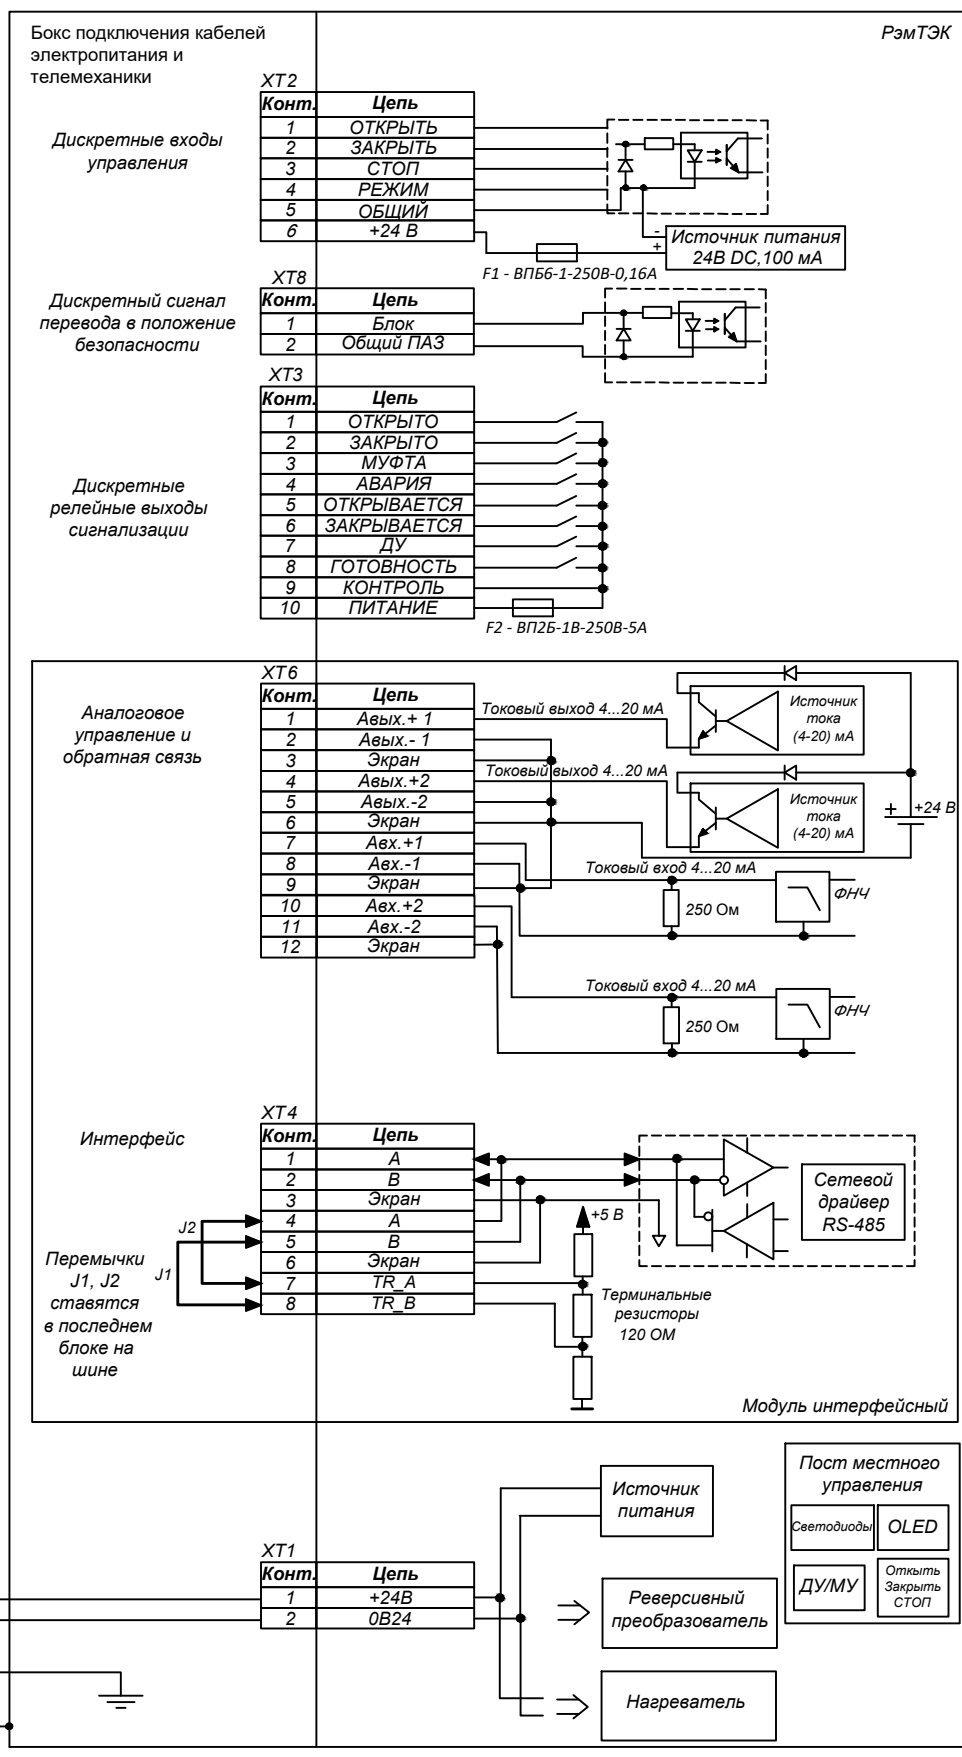 Бокс подключения кабелей
электропитания и
телемеханики
РэмТЭК
XT2
Конт. Цепь
1 ОТКРЫТЬ
2 ЗАКРЫТЬ
3 СТОП
4 РЕЖИМ
5 ОБЩИЙ
6 +24 В
Дискретные входы
управления
-
+
Источник питания
24В DC,100 мА
F1 - ВПБ6-1-250В-0,16А
XT8
Конт. Цепь
1 Блок
2 Общий ПАЗ
Дискретный сигнал
перевода в положение
безопасности
XT3
Конт. Цепь
1 ОТКРЫТО
2 ЗАКРЫТО
3 МУФТА
4 АВАРИЯ
5 ОТКРЫВАЕТСЯ
6 ЗАКРЫВАЕТСЯ
7 ДУ
8 ГОТОВНОСТЬ
9 КОНТРОЛЬ
10 ПИТАНИЕ
Дискретные
релейные выходы
сигнализации
F2 - ВП2Б-1В-250В-5А
XT6
Конт. Цепь
1 Авых.+ 1
2 Авых.- 1
3 Экран
4 Авых.+2
5 Авых.-2
6 Экран
7 Авх.+1
8 Авх.-1
9 Экран
10 Авх.+2
11 Авх.-2
12 Экран
Аналоговое
управление и
обратная связь
Токовый выход 4...20 мА
Источник
тока
(4-20) мА
Токовый выход 4...20 мА
Источник
тока
(4-20) мА
+
+24 В
Токовый вход 4...20 мА
250 Ом
ФНЧ
Токовый вход 4...20 мА
250 Ом
ФНЧ
XT4
Конт. Цепь
1 A
2 B
3 Экран
4 A
5 B
6 Экран
7 TR_A
8 TR_B
Интерфейс
J2
J1
Перемычки
J1, J2
ставятся
в последнем
блоке на
шине
+5 В
Терминальные
резисторы
120 ОМ
Сетевой
драйвер
RS-485
Модуль интерфейсный
XT1
Конт. Цепь
1 +24В
2 0В24
Источник
питания
Реверсивный
преобразователь
Нагреватель
Пост местного
управления
Светодиоды
OLED
ДУ/МУ
Откыть
Закрыть
СТОП